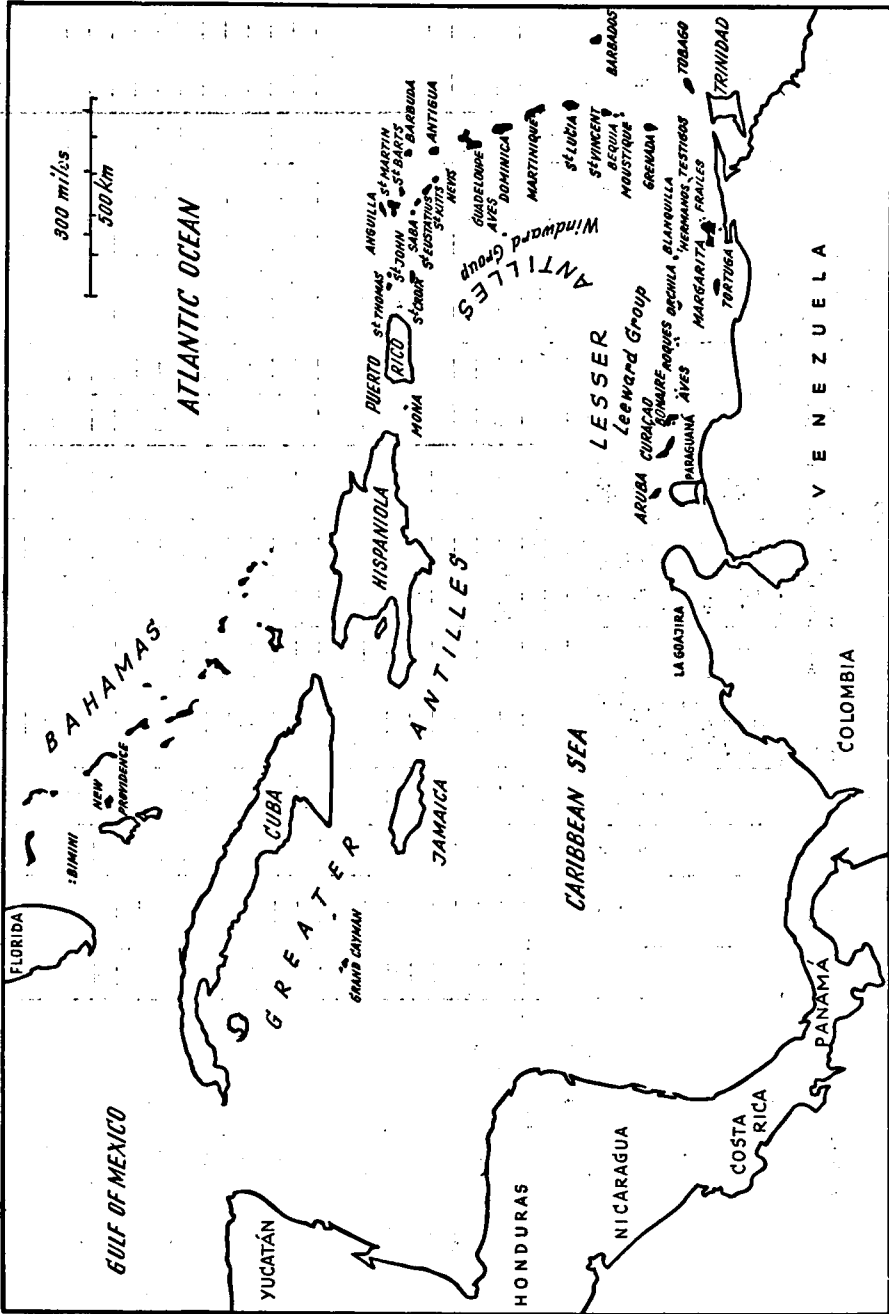 300 miles
500 km
GULF OF MEXICO
FLORIDA
ATLANTIC OCEAN
BAHAMAS
:BIMINI
NEW
PROVIDENCE
YUCATÁN
CUBA
GREATER
ANTILLES
GRAND CAYMAN
JAMAICA
HISPANIOLA
MONA
PUERTO
RICO
St THOMAS
St JOHN
St CROIX
ANGUILLA
St MARTIN
St BARTS
SABA
St EUSTATIUS
St KITTS
NEVIS
BARBUDA
ANTIGUA
GUADELOUPE
AVES
DOMINICA
MARTINIQUE
St LUCIA
St VINCENT
BARBADOS
BEQUIA
MOUSTIQUE
GRENADA
TOBAGO
TRINIDAD
LESSER
ANTILLES
Windward Group
Leeward Group
ARUBA
CURAÇAO
BONAIRE
AVES
ROQUES
ORCHILA
BLANQUILLA
HERMANOS
TESTIGOS
FRAILES
MARGARITA
TORTUGA
PARAGUANÁ
CARIBBEAN SEA
LA GOAJIRA
HONDURAS
NICARAGUA
COSTA
RICA
PANAMÁ
COLOMBIA
VENEZUELA